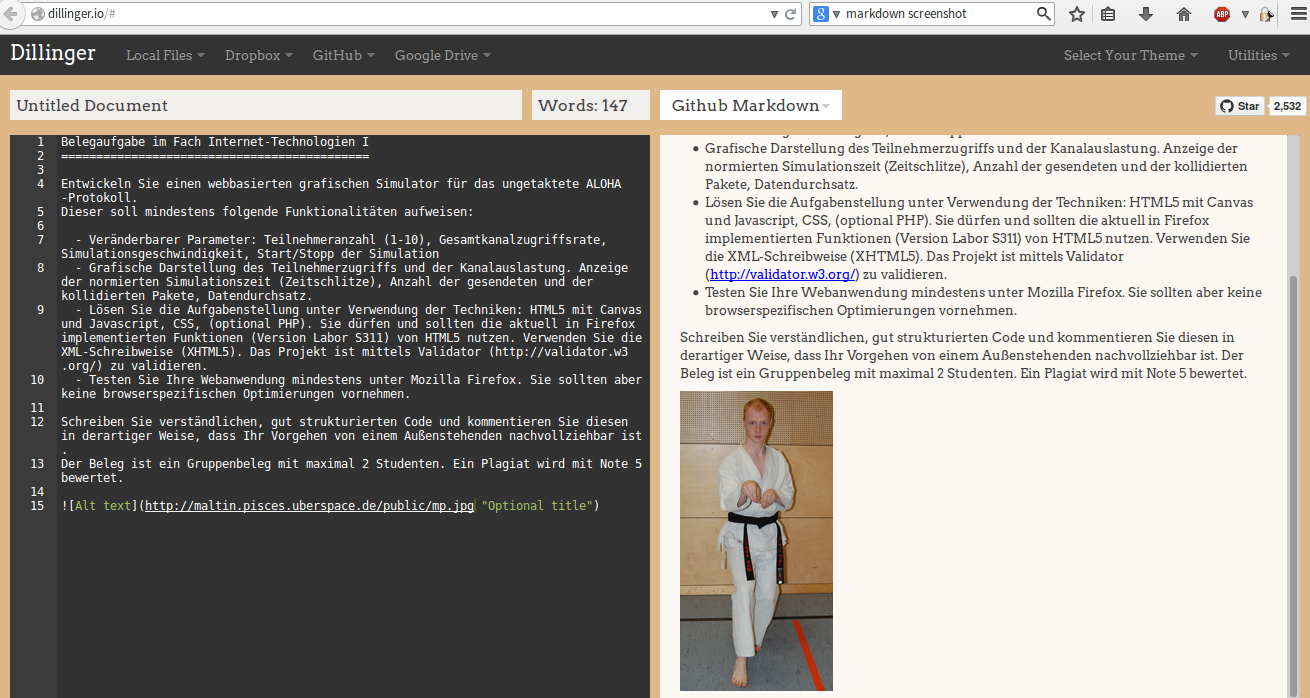 dillinger.io/#
markdown screenshot
ABP
Dillinger Local Files Dropbox GitHub Google Drive Select Your Theme Utilities
Untitled Document
Words: 147
Github Markdown
Star 2,532
1 Belegaufgabe im Fach Internet-Technologien I
2 ============================================
3
4 Entwickeln Sie einen webbasierten grafischen Simulator für das ungetaktete ALOHA
-Protokoll.
5 Dieser soll mindestens folgende Funktionalitäten aufweisen:
6
7 - Veränderbarer Parameter: Teilnehmeranzahl (1-10), Gesamtkanalzugriffsrate,
Simulationsgeschwindigkeit, Start/Stopp der Simulation
8 - Grafische Darstellung des Teilnehmerzugriffs und der Kanalauslastung. Anzeige
der normierten Simulationszeit (Zeitschlitze), Anzahl der gesendeten und der
kollidierten Pakete, Datendurchsatz.
9 - Lösen Sie die Aufgabenstellung unter Verwendung der Techniken: HTML5 mit Canvas
und Javascript, CSS, (optional PHP). Sie dürfen und sollten die aktuell in Firefox
implementierten Funktionen (Version Labor S311) von HTML5 nutzen. Verwenden Sie die
XML-Schreibweise (XHTML5). Das Projekt ist mittels Validator (http://validator.w3
.org/) zu validieren.
10 - Testen Sie Ihre Webanwendung mindestens unter Mozilla Firefox. Sie sollten aber
keine browserspezifischen Optimierungen vornehmen.
11
12 Schreiben Sie verständlichen, gut strukturierten Code und kommentieren Sie diesen
in derartiger Weise, dass Ihr Vorgehen von einem Außenstehenden nachvollziehbar ist
.
13 Der Beleg ist ein Gruppenbeleg mit maximal 2 Studenten. Ein Plagiat wird mit Note 5
bewertet.
14
15 ![Alt text](http://maltin.pisces.uberspace.de/public/mp.jpg "Optional title")
• Grafische Darstellung des Teilnehmerzugriffs und der Kanalauslastung. Anzeige der
normierten Simulationszeit (Zeitschlitze), Anzahl der gesendeten und der kollidierten
Pakete, Datendurchsatz.
• Lösen Sie die Aufgabenstellung unter Verwendung der Techniken: HTML5 mit Canvas
und Javascript, CSS, (optional PHP). Sie dürfen und sollten die aktuell in Firefox
implementierten Funktionen (Version Labor S311) von HTML5 nutzen. Verwenden Sie
die XML-Schreibweise (XHTML5). Das Projekt ist mittels Validator
(http://validator.w3.org/) zu validieren.
• Testen Sie Ihre Webanwendung mindestens unter Mozilla Firefox. Sie sollten aber keine
browserspezifischen Optimierungen vornehmen.
Schreiben Sie verständlichen, gut strukturierten Code und kommentieren Sie diesen in
derartiger Weise, dass Ihr Vorgehen von einem Außenstehenden nachvollziehbar ist. Der
Beleg ist ein Gruppenbeleg mit maximal 2 Studenten. Ein Plagiat wird mit Note 5 bewertet.